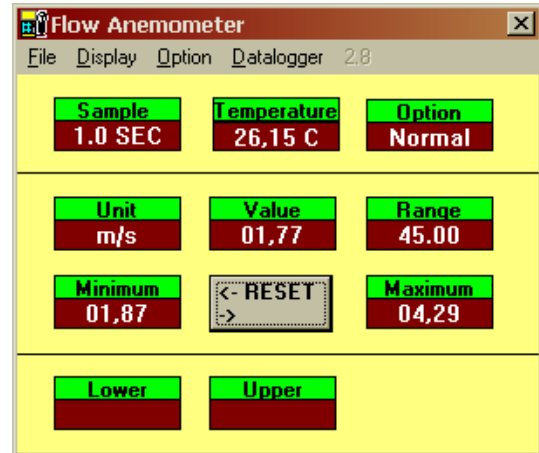 Flow Anemometer
File Display Option Datalogger 2.8
Sample Temperature Option
1.0 SEC 26,15 C Normal
Unit Value Range
m/s 01,77 45.00
Minimum <- RESET Maximum
01,87 -> 04,29
Lower Upper